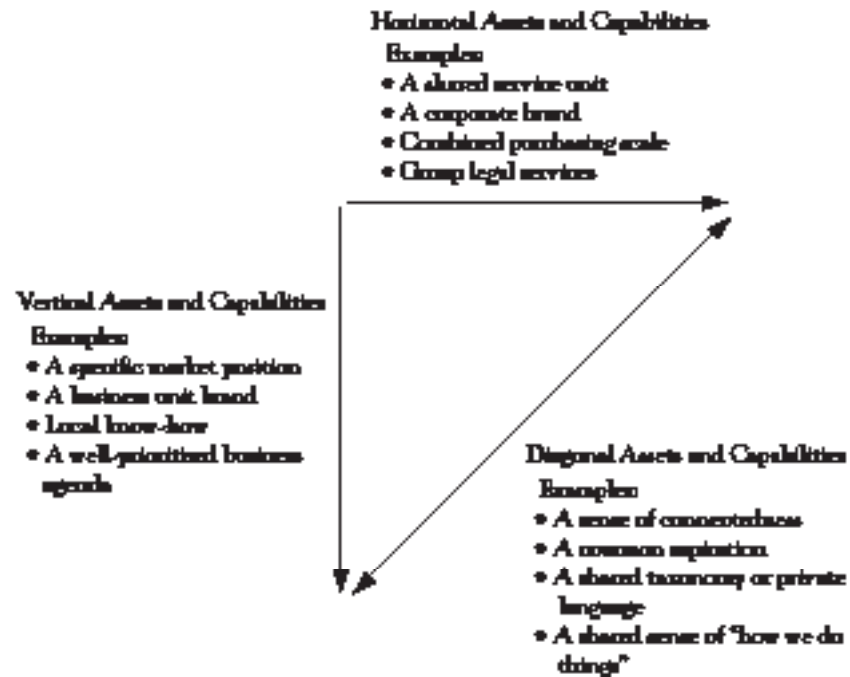 Horizontal Assets and Capabilities
Examples:
• A shared service unit
• A corporate brand
• Combined purchasing scale
• Group legal services
Vertical Assets and Capabilities
Examples:
• A specific market position
• A business unit brand
• Local know-how
• A well-prioritized business
agenda
Diagonal Assets and Capabilities
Examples:
• A sense of connectedness
• A common aspiration
• A shared taxonomy or private
language
• A shared sense of "how we do
things"